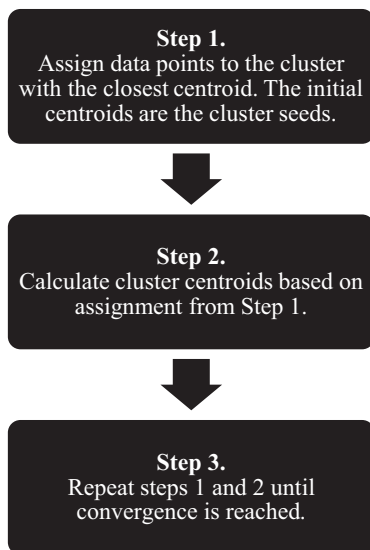 Step 1.
Assign data points to the cluster
with the closest centroid. The initial
centroids are the cluster seeds.
Step 2.
Calculate cluster centroids based on
assignment from Step 1.
Step 3.
Repeat steps 1 and 2 until
convergence is reached.